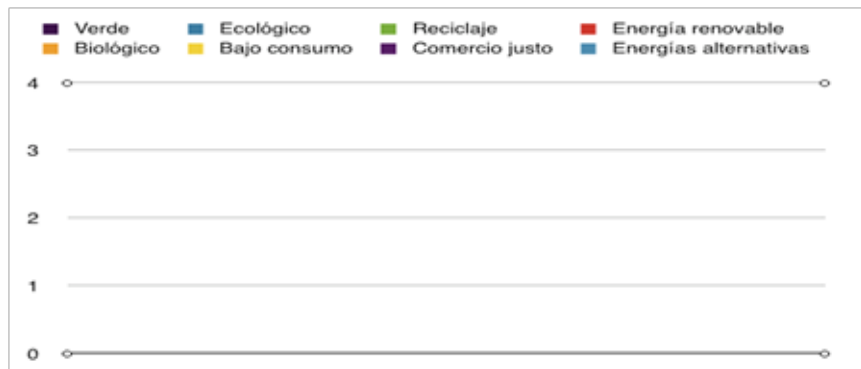 Verde Ecológico Reciclaje Energía renovable
Biológico Bajo consumo Comercio justo Energías alternativas
4
3
2
1
0